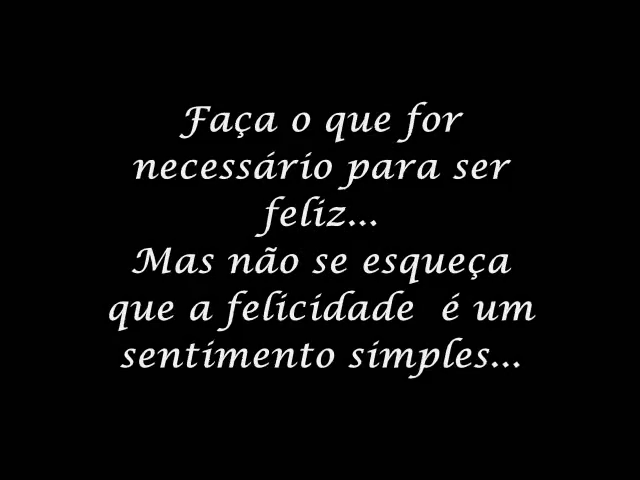 Faça o que for
necessário para ser
feliz...
Mas não se esqueça
que a felicidade é um
sentimento simples...